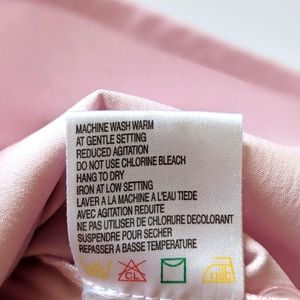 MACHINE WASH WARM
AT GENTLE SETTING
REDUCED AGITATION
DO NOT USE CHLORINE BLEACH
HANG TO DRY
IRON AT LOW SETTING
LAVER A LA MACHINE A L'EAU TIEDE
AVEC AGITATION REDUITE
NE PAS UTILISER DE CHLORURE DECOLORANT
SUSPENDRE POUR SECHER
REPASSER A BASSE TEMPERATURE
CL